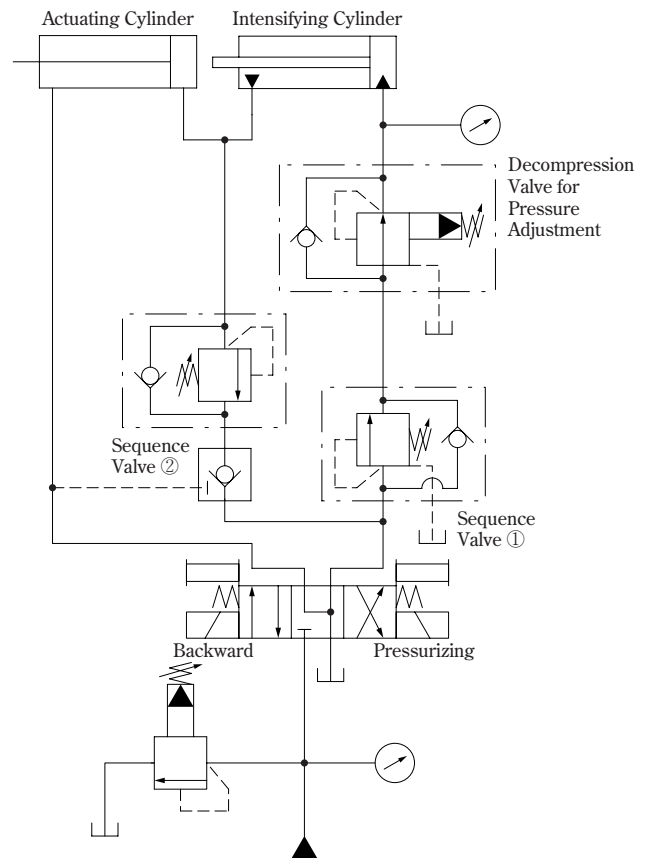 Actuating Cylinder
Intensifying Cylinder
Decompression
Valve for
Pressure
Adjustment
Sequence
Valve ②
Sequence
Valve ①
Backward
Pressurizing